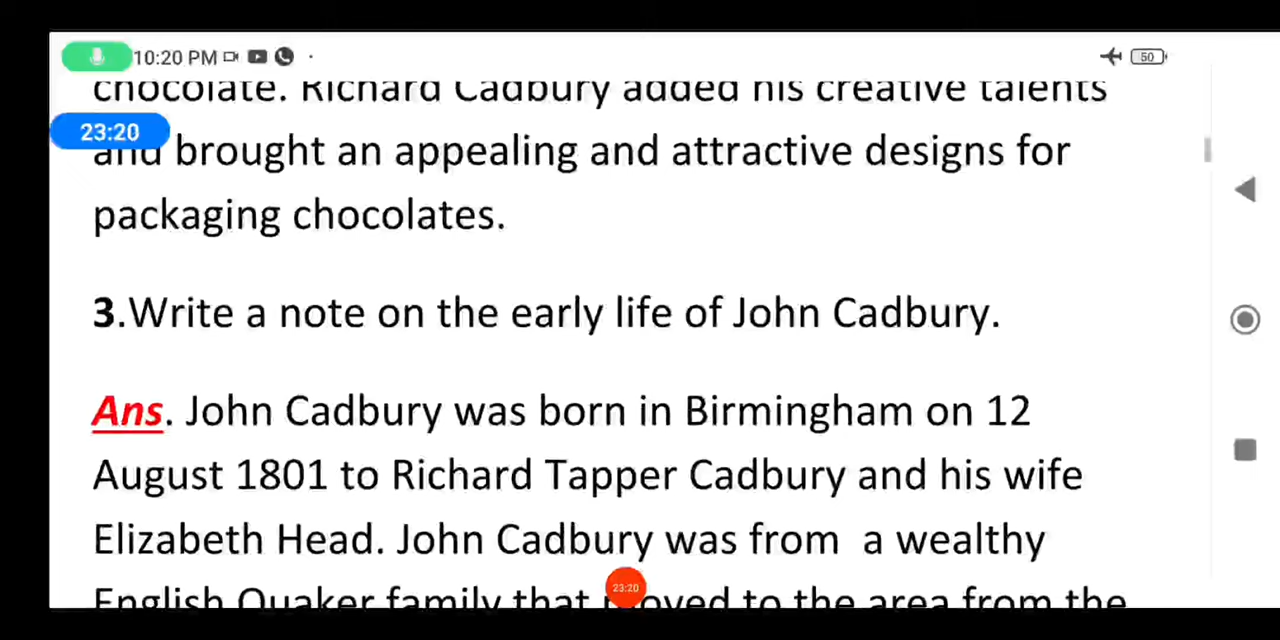 10:20 PM
50
chocolate. Richard Cadbury added his creative talents
23:20
and brought an appealing and attractive designs for
packaging chocolates.
3.Write a note on the early life of John Cadbury.
Ans. John Cadbury was born in Birmingham on 12
August 1801 to Richard Tapper Cadbury and his wife
Elizabeth Head. John Cadbury was from a wealthy
23:20
English Quaker family that moved to the area from the